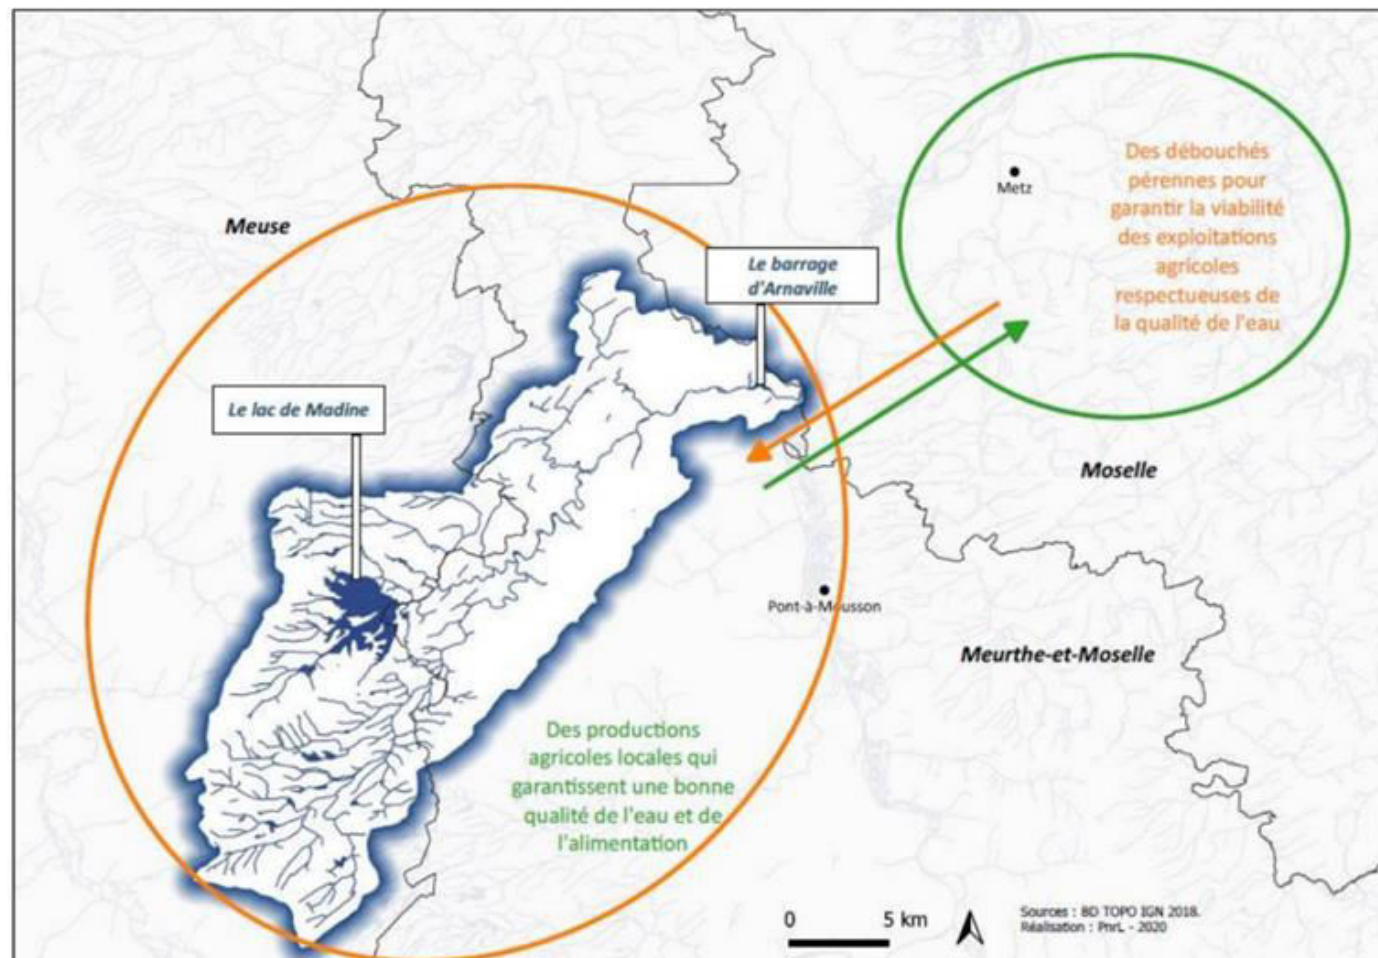 Des débouchés
pérennes pour
garantir la viabilité
des exploitations
agricoles
respectueuses de
la qualité de l'eau
Metz
Meuse
Le barrage
d'Arnaville
Le lac de Madine
Moselle
Pont-à-Mousson
Meurthe-et-Moselle
Des productions
agricoles locales qui
garantissent une bonne
qualité de l'eau et de
l'alimentation
0 5 km
Sources : BD TOPO IGN 2018.
Réalisation : PnrL - 2020